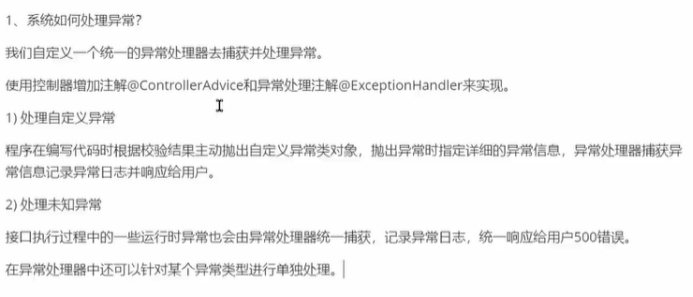 1、系统如何处理异常？
我们自定义一个统一的异常处理器去捕获并处理异常。
使用控制器增加注解@ControllerAdvice和异常处理注解@ExceptionHandler来实现。
1) 处理自定义异常
程序在编写代码时根据校验结果主动抛出自定义异常类对象，抛出异常时指定详细的异常信息，异常处理器捕获异
常信息记录异常日志并响应给用户。
2) 处理未知异常
接口执行过程中的一些运行时异常也会由异常处理器统一捕获，记录异常日志，统一响应给用户500错误。
在异常处理器中还可以针对某个异常类型进行单独处理。